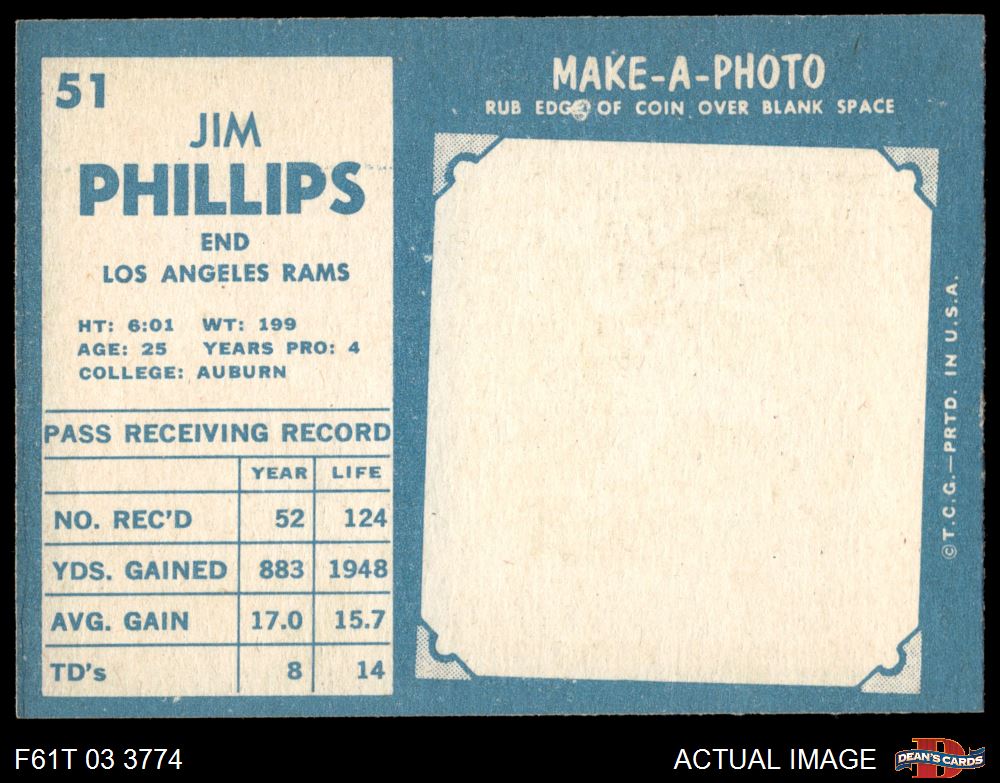 51
JIM
PHILLIPS
END
LOS ANGELES RAMS
HT: 6:01 WT: 199
AGE: 25 YEARS PRO: 4
COLLEGE: AUBURN
PASS RECEIVING RECORD
YEAR LIFE
NO. REC'D 52 124
YDS. GAINED 883 1948
AVG. GAIN 17.0 15.7
TD's 8 14
MAKE-A-PHOTO
RUB EDGE OF COIN OVER BLANK SPACE
© T.C.G.—PRTD. IN U.S.A.
F61T 03 3774
ACTUAL IMAGE
D
DEAN'S CARDS